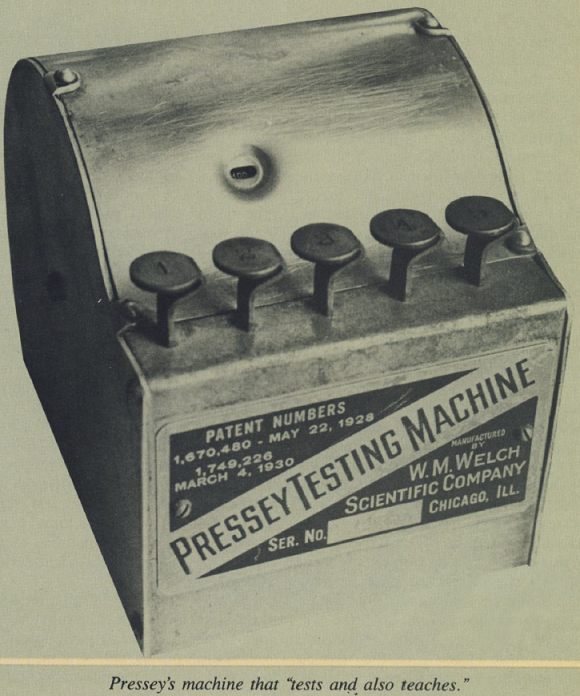 1 2 3 4 5
PATENT NUMBERS
1,670,480 - MAY 22, 1928
1,749,226
MARCH 4, 1930
PRESSEY TESTING MACHINE
MANUFACTURED
BY
W. M. WELCH
SCIENTIFIC COMPANY
CHICAGO, ILL.
SER. NO.
Pressey's machine that "tests and also teaches."